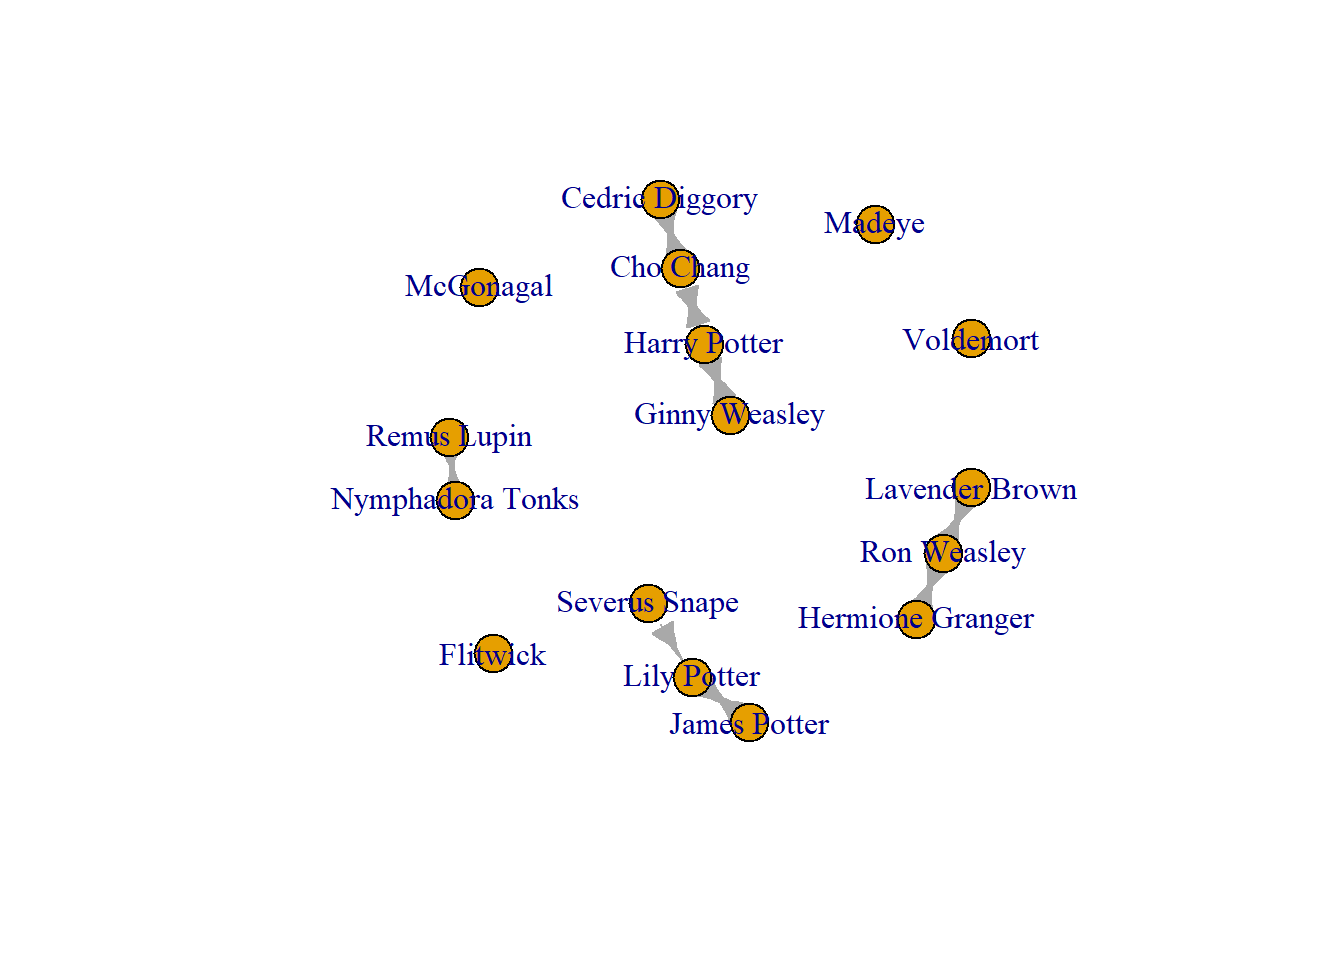 Cedric Diggory
Madeye
Cho Chang
McGonagal
Harry Potter
Voldemort
Ginny Weasley
Remus Lupin
Lavender Brown
Nymphadora Tonks
Ron Weasley
Severus Snape
Hermione Granger
Flitwick
Lily Potter
James Potter